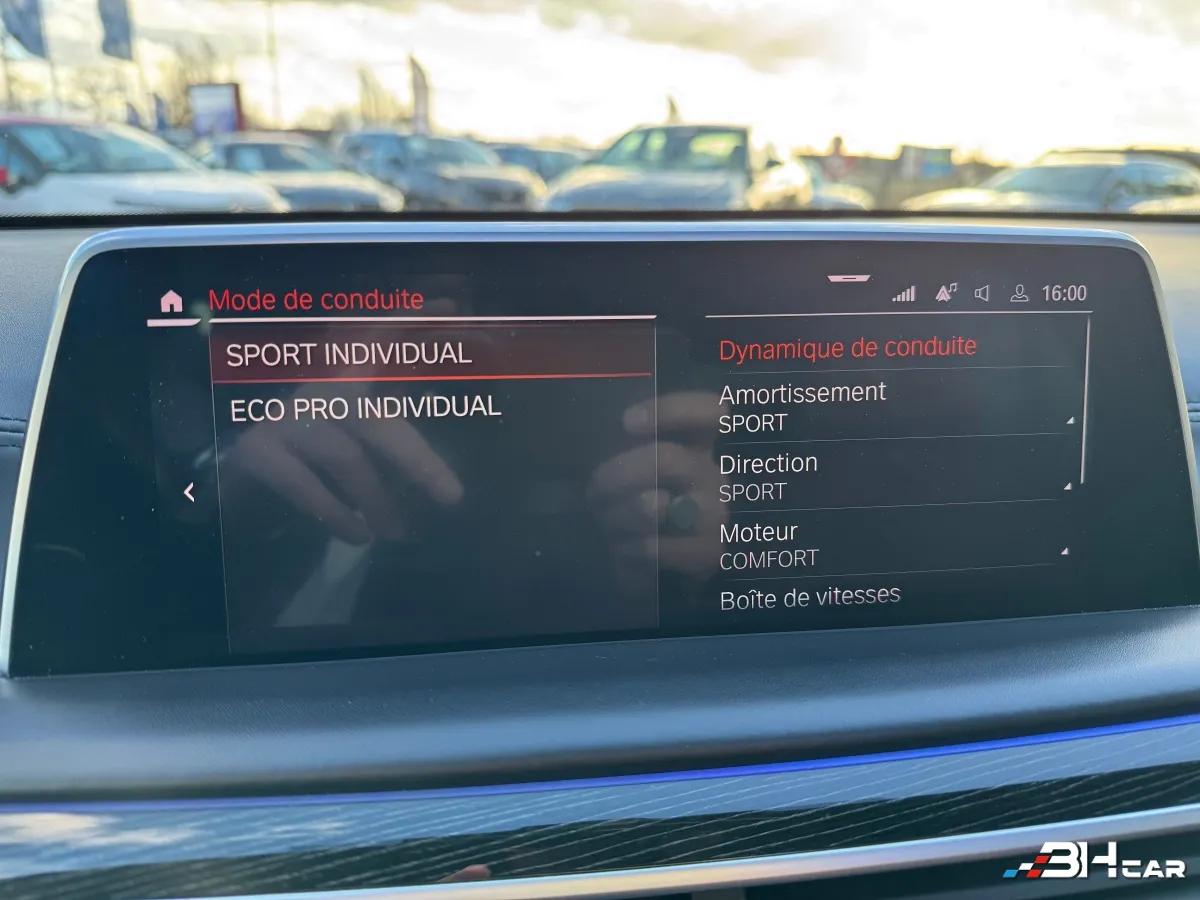 Mode de conduite
SPORT INDIVIDUAL
ECO PRO INDIVIDUAL
16:00
Dynamique de conduite
Amortissement
SPORT
Direction
SPORT
Moteur
COMFORT
Boîte de vitesses
3HCAR